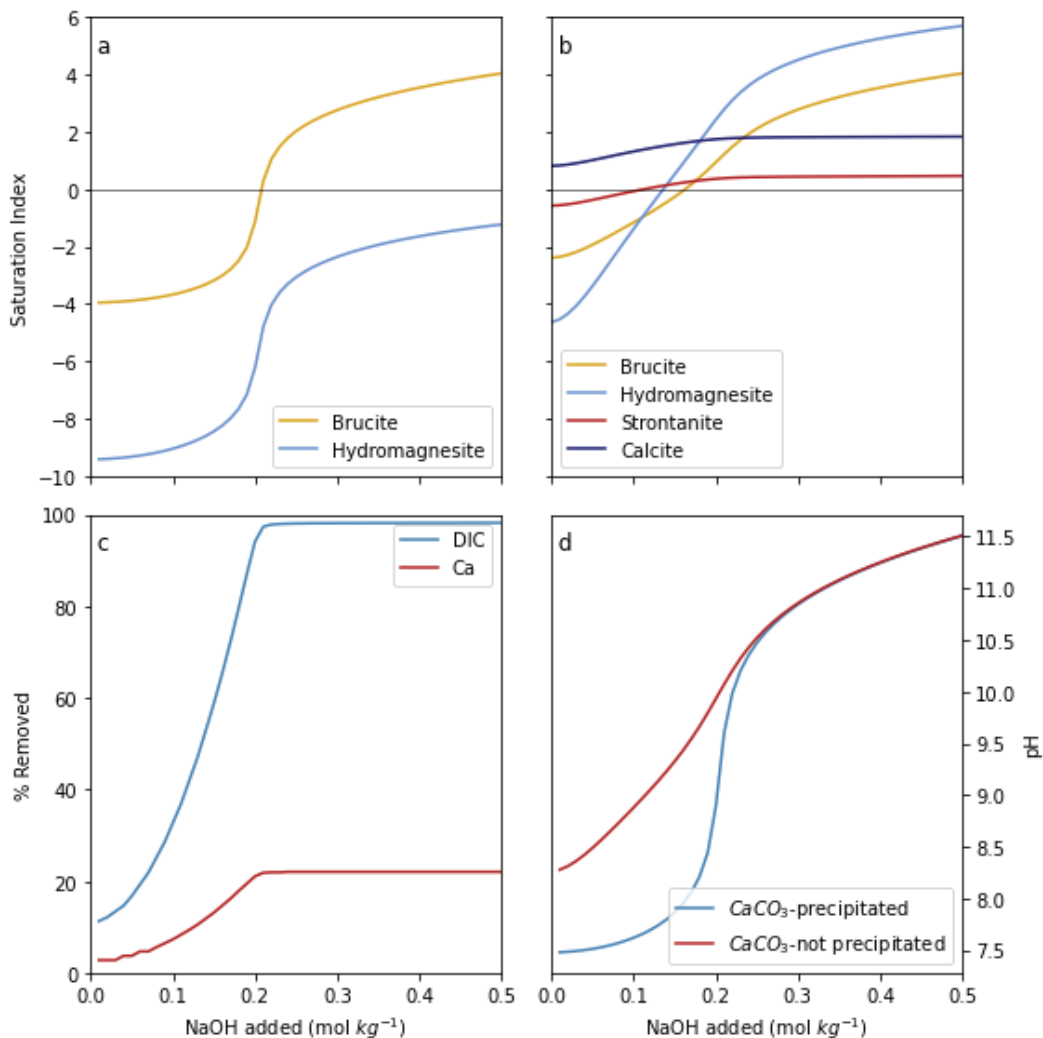 a
b
6
4
2
0
−2
−4
−6
−8
−10
Saturation Index
Brucite
Hydromagnesite
Brucite
Hydromagnesite
Strontanite
Calcite
c
d
100
80
60
40
20
0
% Removed
DIC
Ca
11.5
11.0
10.5
10.0
9.5
9.0
8.5
8.0
7.5
pH
CaCO₃-precipitated
CaCO₃-not precipitated
0.0 0.1 0.2 0.3 0.4 0.5
NaOH added (mol kg⁻¹)
0.0 0.1 0.2 0.3 0.4 0.5
NaOH added (mol kg⁻¹)